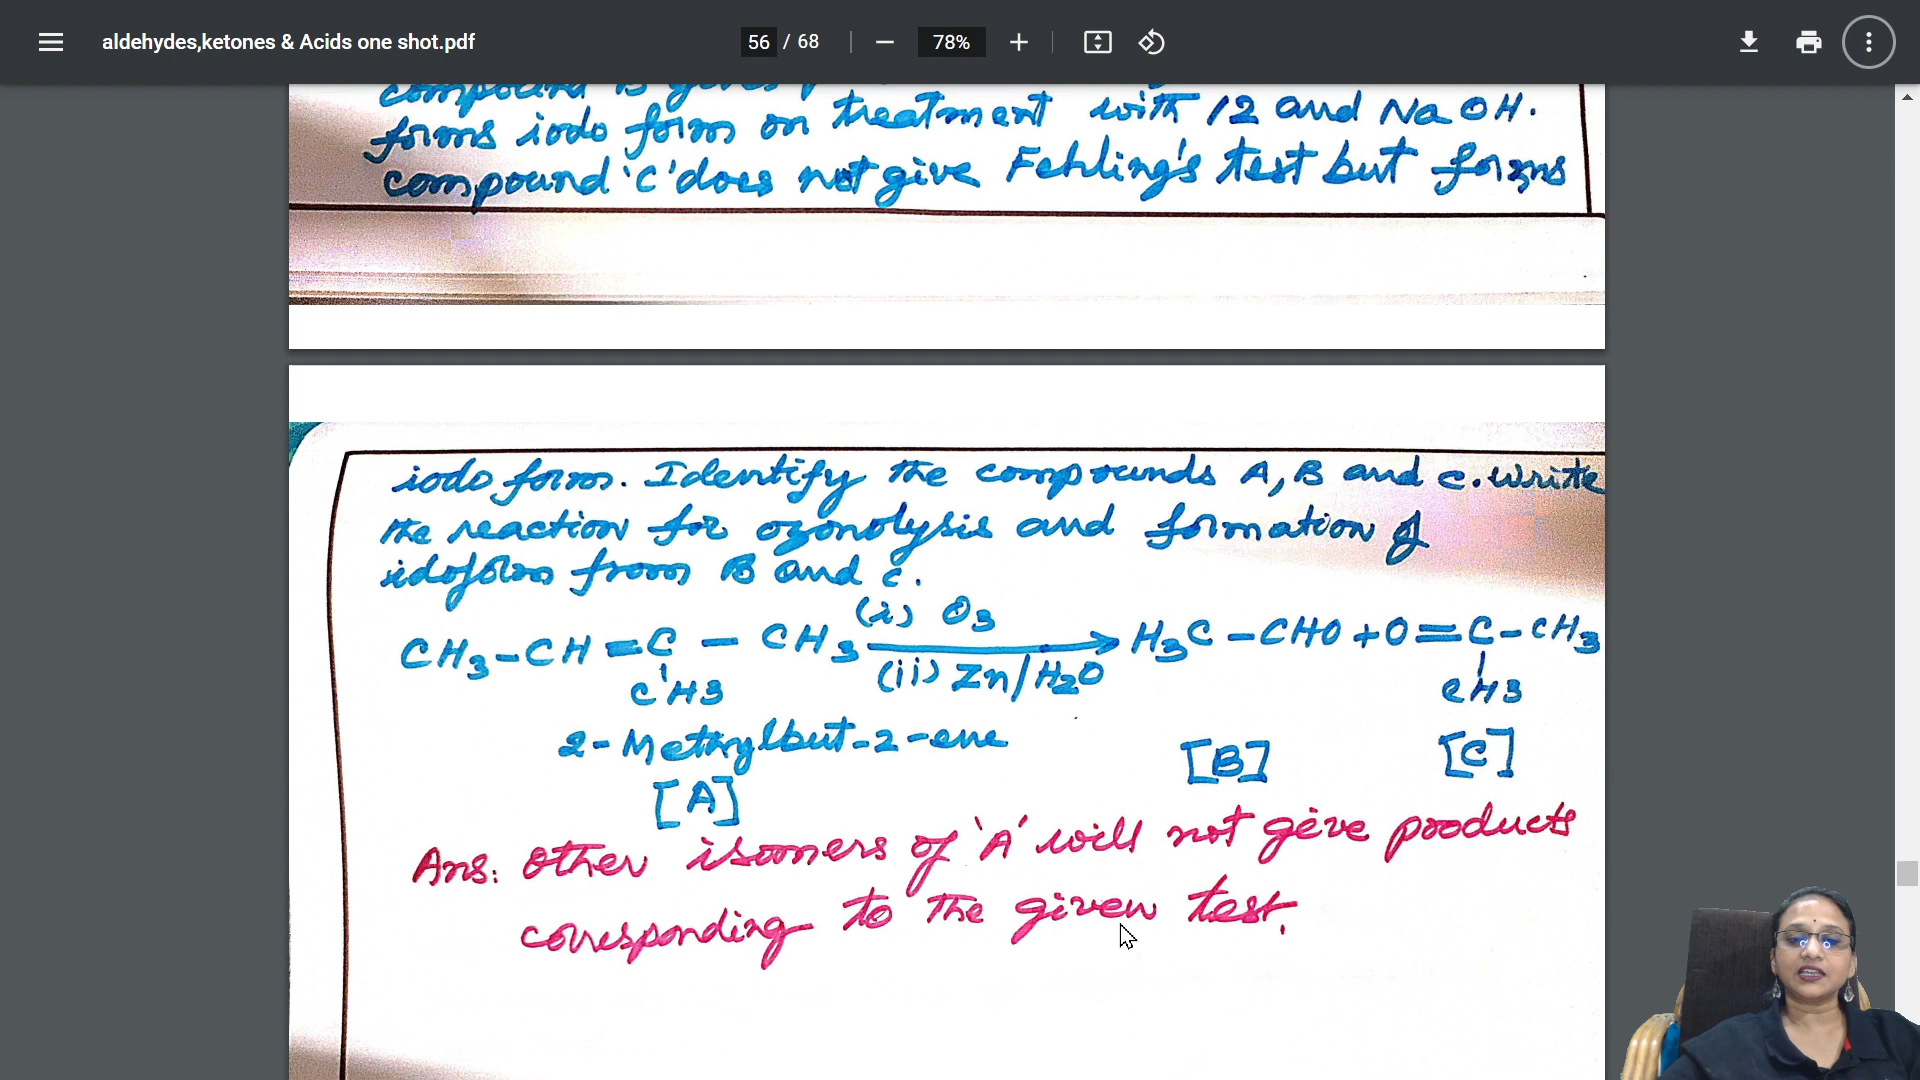 aldehydes,ketones & Acids one shot.pdf
56 / 68
78%
compound B gives
forms iodo form on treatment with I2 and NaOH.
compound 'C' does not give Fehling's test but forms
iodo form. Identify the compounds A, B and C. Write
the reaction for ozonolysis and formation of
idoform from B and C.
(i) O3
CH3-CH=C-CH3 → H3C-CHO+O=C-CH3
(ii) Zn/H2O
CH3 CH3
2-Methylbut-2-ene
[A] [B] [C]
Ans: Other isomers of 'A' will not give products
corresponding to the given test.